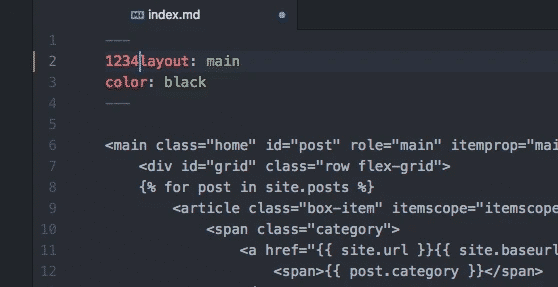 index.md
1 ---
2 1234layout: main
3 color: black
4 ---
5
6 <main class="home" id="post" role="main" itemprop="mai
7 <div id="grid" class="row flex-grid">
8 {% for post in site.posts %}
9 <article class="box-item" itemscope="itemscope
10 <span class="category">
11 <a href="{{ site.url }}{{ site.baseurl
12 <span>{{ post.category }}</span>